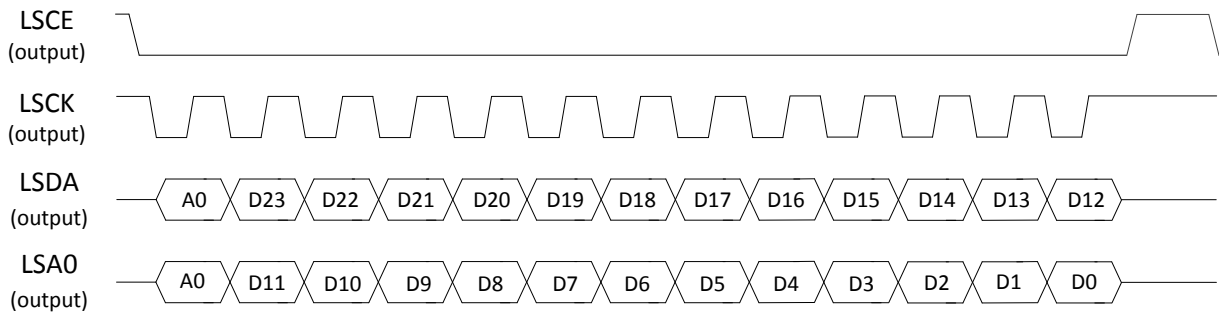 LSCE
(output)
LSCK
(output)
LSDA
(output)
A0 D23 D22 D21 D20 D19 D18 D17 D16 D15 D14 D13 D12
LSA0
(output)
A0 D11 D10 D9 D8 D7 D6 D5 D4 D3 D2 D1 D0